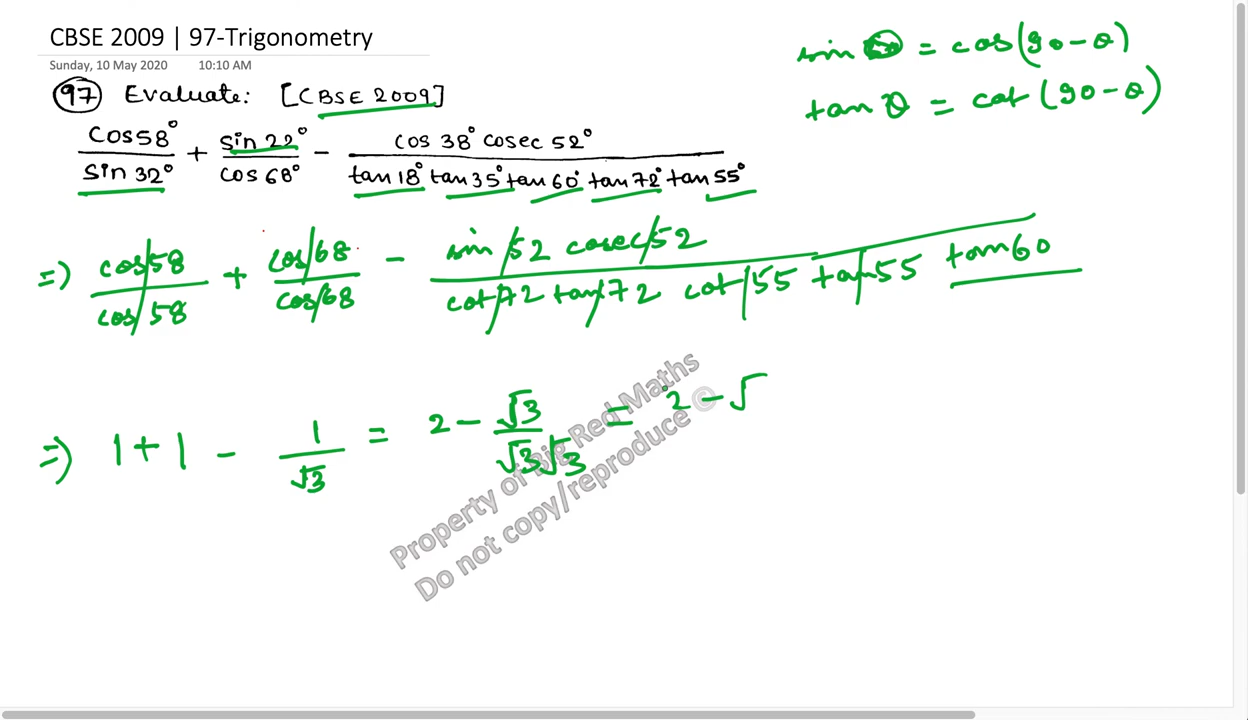 CBSE 2009 | 97-Trigonometry
Sunday, 10 May 2020 10:10 AM
sin θ = cos(90-θ)
tan θ = cot (90-θ)
97 Evaluate: [CBSE 2009]
cos58°/sin 32° + sin 22°/cos 68° - cos 38° cosec 52°/tan 18° tan 35° tan 60° tan 72° tan 55°
=) cos 58/cos 58 + cos 68/cos 68 - sin 52 cosec 52/cot 72 tan 72 cot 55 tan 55 tan 60
=) 1 + 1 - 1/√3 = 2 - √3/√3√3 = 2 - √
Property of Big Red Maths
Do not copy/reproduce ©